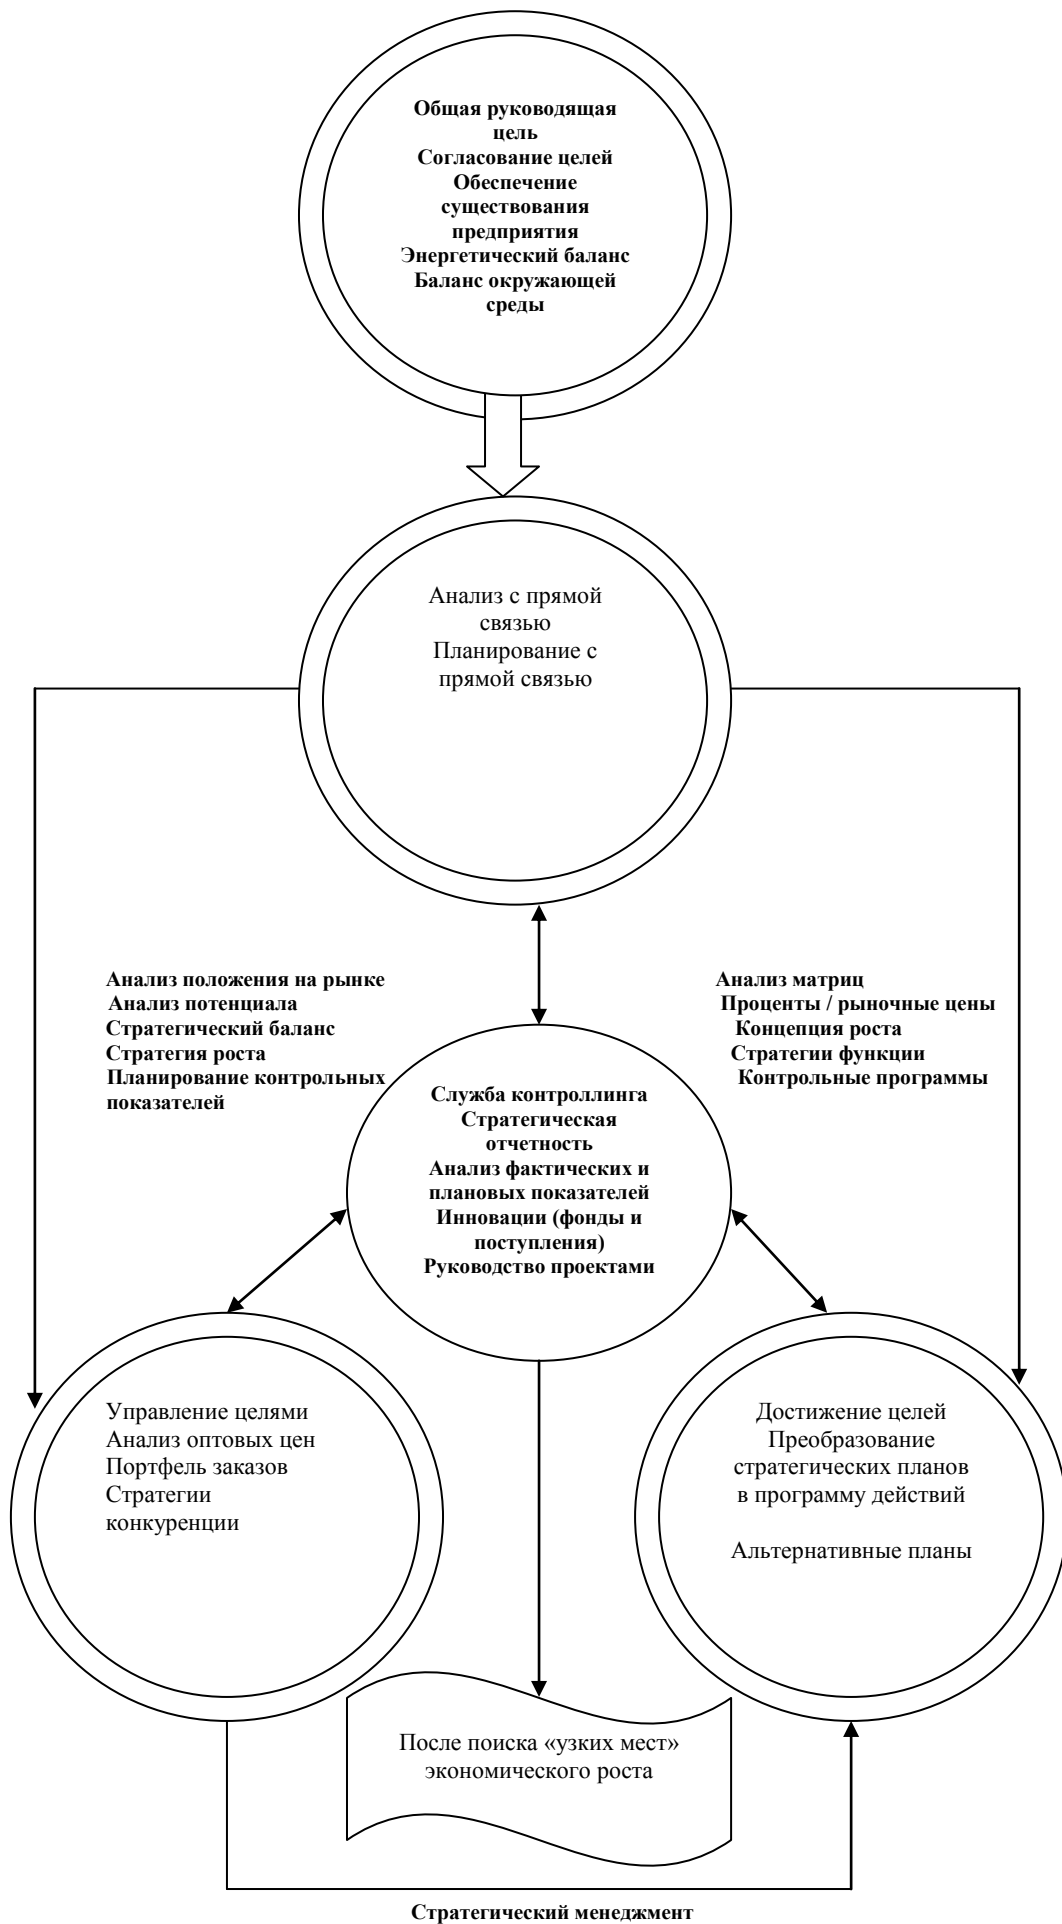 Общая руководящая
цель
Согласование целей
Обеспечение
существования
предприятия
Энергетический баланс
Баланс окружающей
среды
Анализ с прямой
связью
Планирование с
прямой связью
Анализ положения на рынке
Анализ потенциала
Стратегический баланс
Стратегия роста
Планирование контрольных
показателей
Анализ матриц
Проценты / рыночные цены
Концепция роста
Стратегии функции
Контрольные программы
Служба контроллинга
Стратегическая
отчетность
Анализ фактических и
плановых показателей
Инновации (фонды и
поступления)
Руководство проектами
Управление целями
Анализ оптовых цен
Портфель заказов
Стратегии
конкуренции
Достижение целей
Преобразование
стратегических планов
в программу действий
Альтернативные планы
После поиска «узких мест»
экономического роста
Стратегический менеджмент